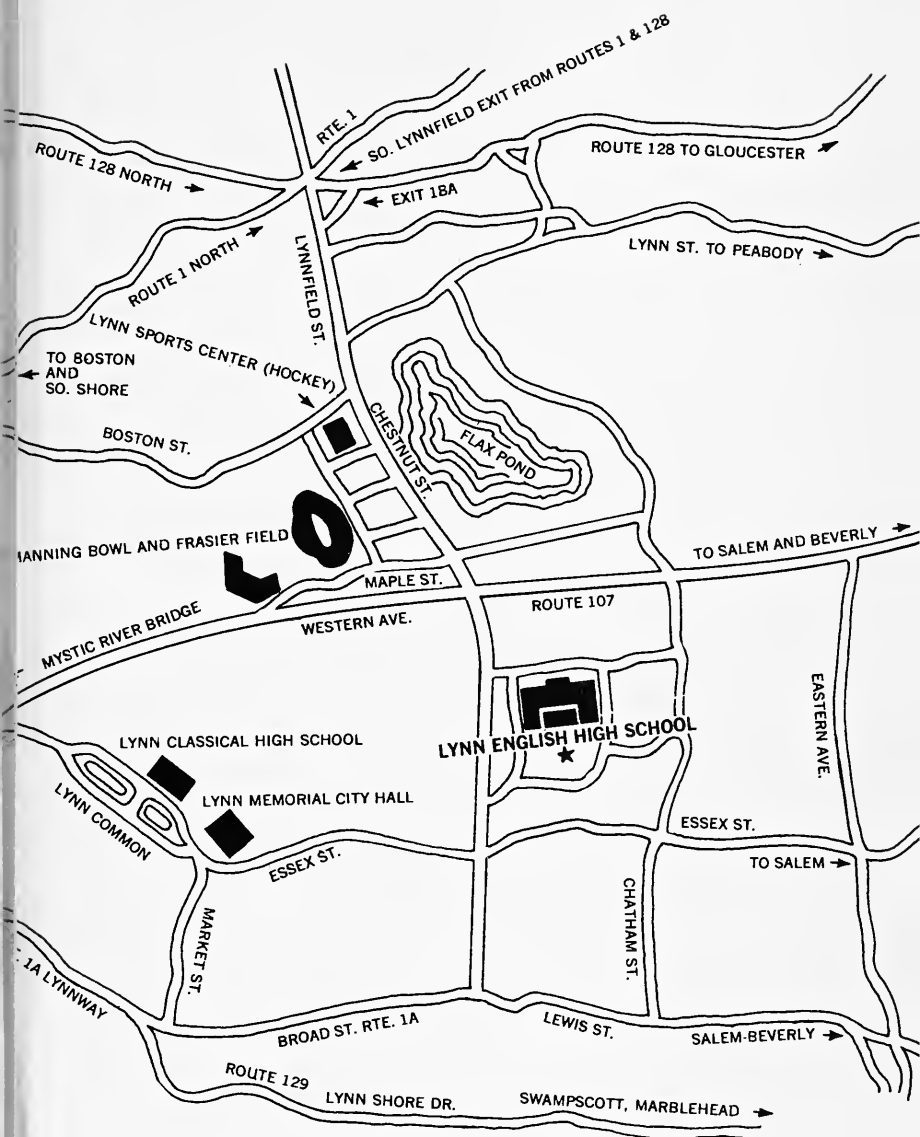 RTE. 1
SO. LYNNFIELD EXIT FROM ROUTES 1 & 128
ROUTE 128 NORTH
ROUTE 128 TO GLOUCESTER
EXIT 18A
ROUTE 1 NORTH
LYNNFIELD ST.
LYNN ST. TO PEABODY
LYNN SPORTS CENTER (HOCKEY)
TO BOSTON
AND
SO. SHORE
BOSTON ST.
CHESTNUT ST.
FLAX POND
MANNING BOWL AND FRASIER FIELD
TO SALEM AND BEVERLY
MAPLE ST.
ROUTE 107
WESTERN AVE.
MYSTIC RIVER BRIDGE
EASTERN AVE.
LYNN ENGLISH HIGH SCHOOL
LYNN CLASSICAL HIGH SCHOOL
LYNN MEMORIAL CITY HALL
LYNN COMMON
ESSEX ST.
ESSEX ST.
TO SALEM
MARKET ST.
CHATHAM ST.
. 1A LYNNWAY
BROAD ST. RTE. 1A
LEWIS ST.
SALEM-BEVERLY
ROUTE 129
LYNN SHORE DR.
SWAMPSCOTT, MARBLEHEAD